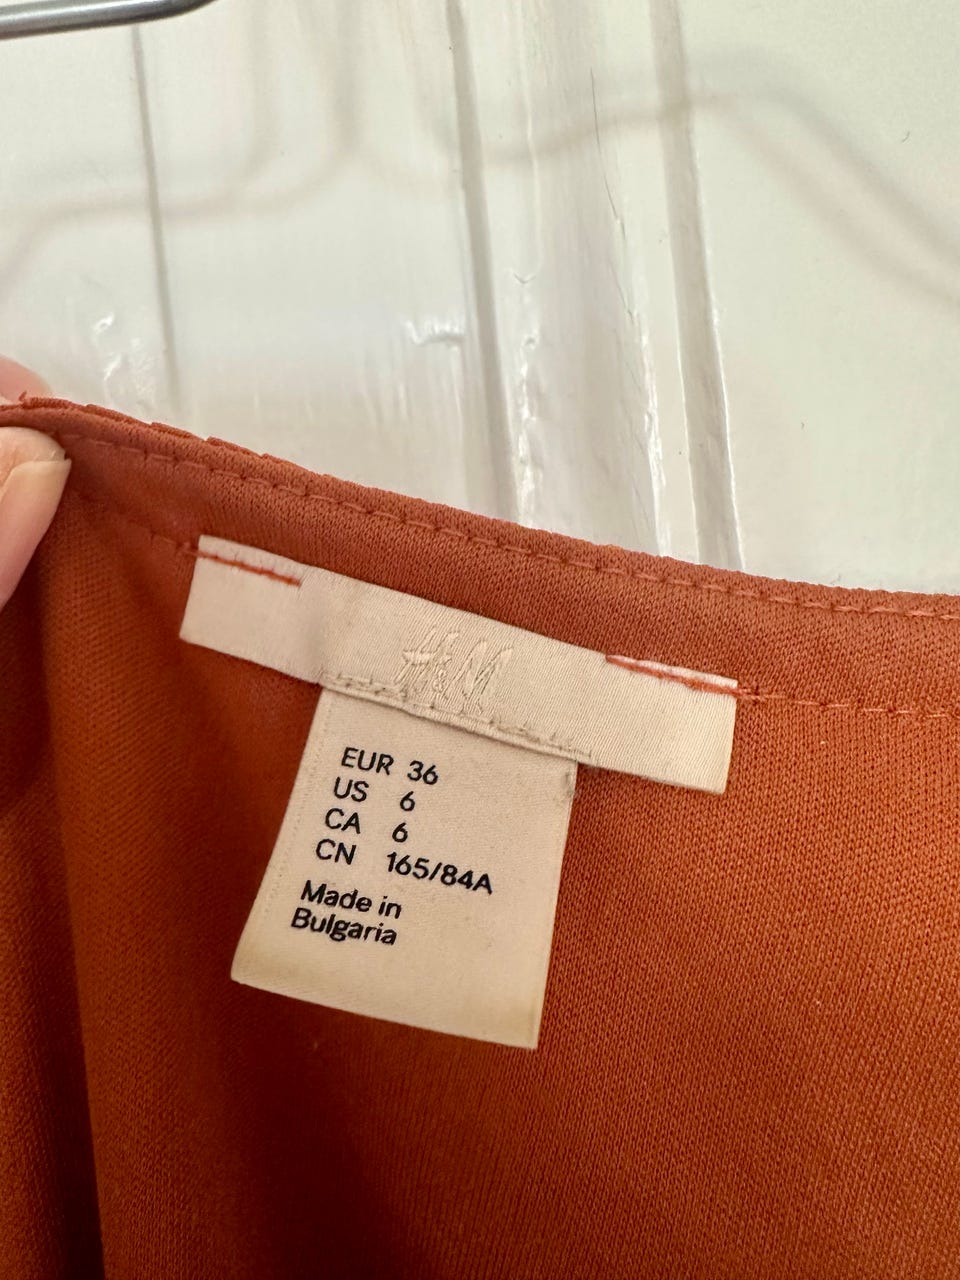 H&M
EUR 36
US 6
CA 6
CN 165/84A
Made in
Bulgaria